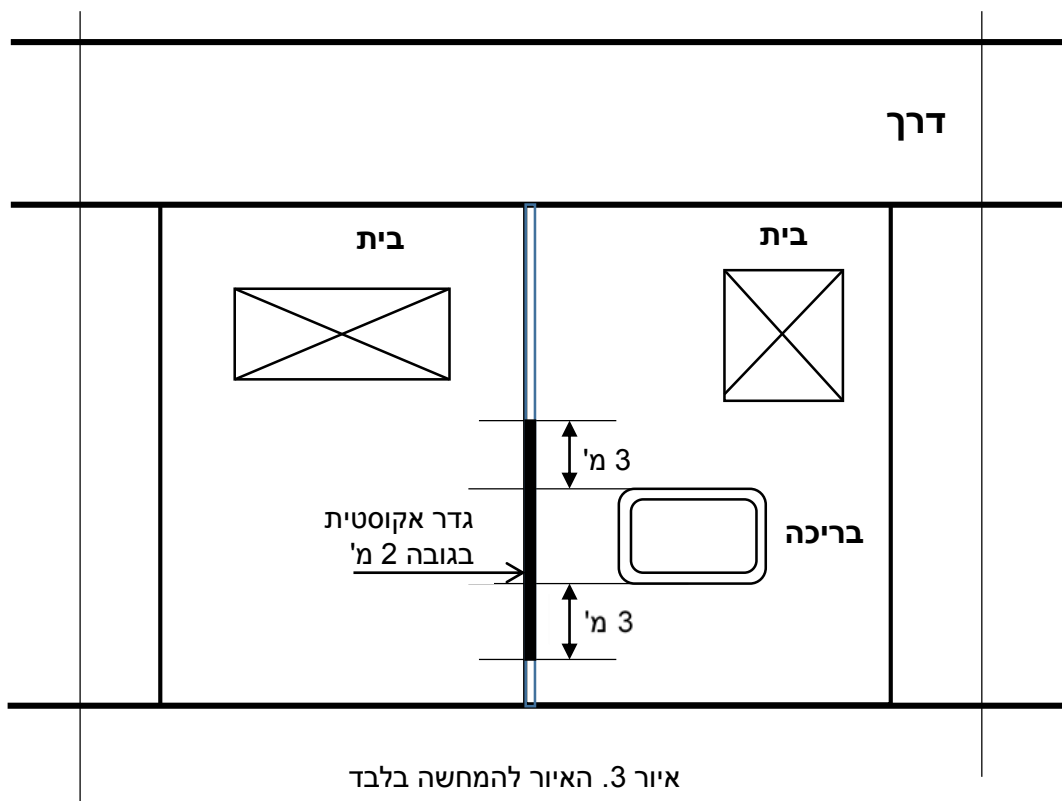 דרך
בית
בית
3 מ'
גדר אקוסטית
בגובה 2 מ'
בריכה
3 מ'
איור 3. האיור להמחשה בלבד